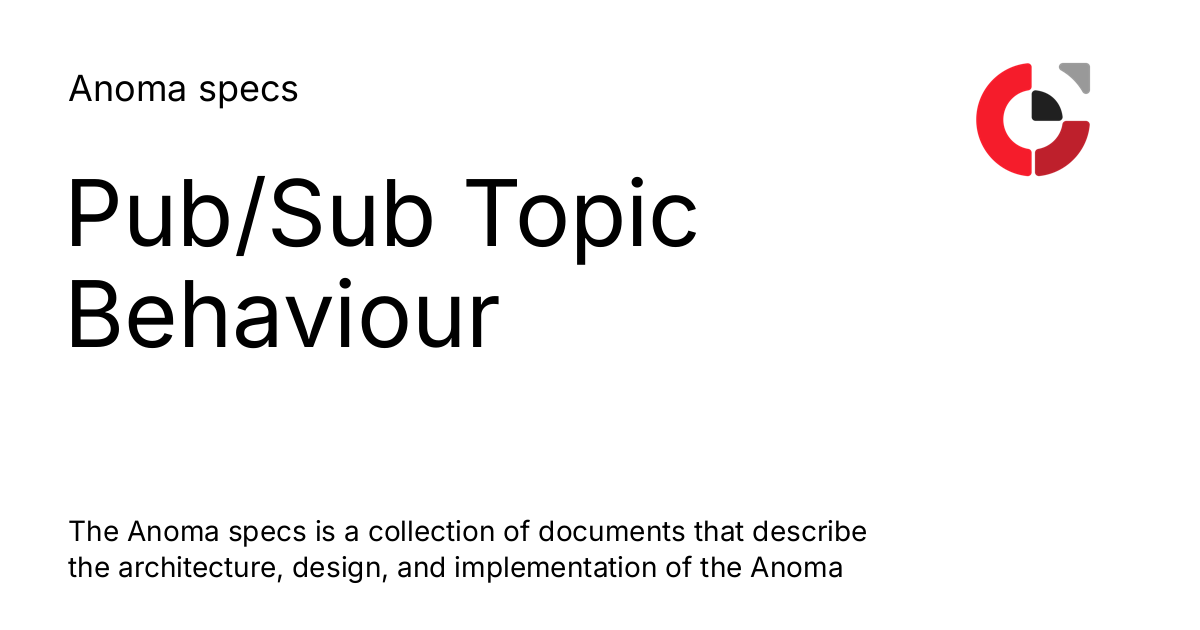 Anoma specs
Pub/Sub Topic
Behaviour
The Anoma specs is a collection of documents that describe
the architecture, design, and implementation of the Anoma